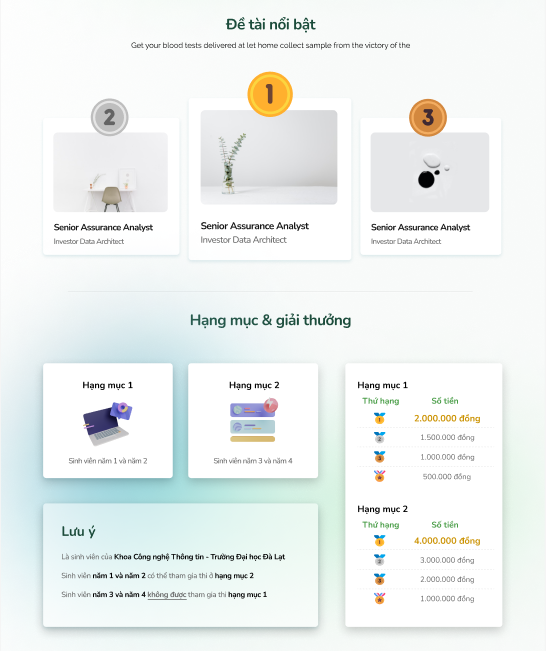 Đề tài nổi bật
Get your blood tests delivered at let home collect sample from the victory of the
2
1
3
Senior Assurance Analyst
Investor Data Architect
Senior Assurance Analyst
Investor Data Architect
Senior Assurance Analyst
Investor Data Architect
Hạng mục & giải thưởng
Hạng mục 1
Sinh viên năm 1 và năm 2
Hạng mục 2
Sinh viên năm 3 và năm 4
Lưu ý
Là sinh viên của Khoa Công nghệ Thông tin - Trường Đại học Đà Lạt
Sinh viên năm 1 và năm 2 có thể tham gia thi ở hạng mục 2
Sinh viên năm 3 và năm 4 không được tham gia thi hạng mục 1
Hạng mục 1
Thứ hạng Số tiền
1 2.000.000 đồng
2 1.500.000 đồng
3 1.000.000 đồng
500.000 đồng
Hạng mục 2
Thứ hạng Số tiền
1 4.000.000 đồng
2 3.000.000 đồng
3 2.000.000 đồng
1.000.000 đồng